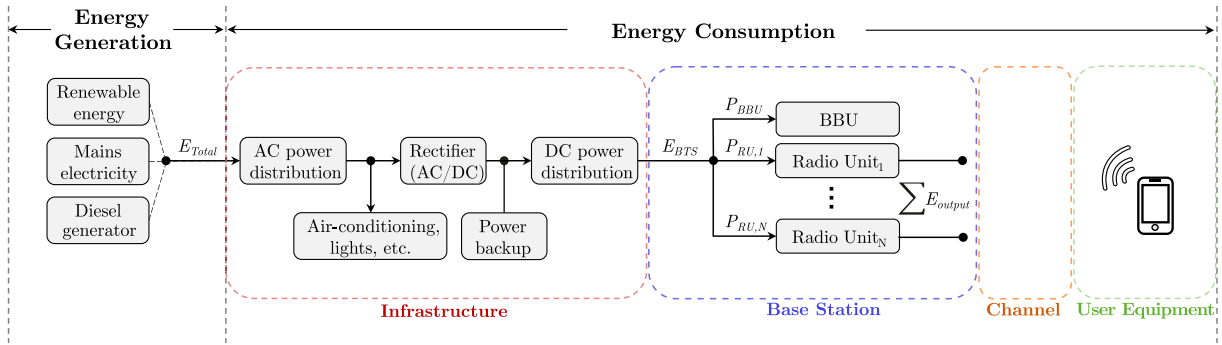 Energy
Generation
Energy Consumption
Renewable
energy
Mains
electricity
Diesel
generator
E_Total
AC power
distribution
Rectifier
(AC/DC)
DC power
distribution
Air-conditioning,
lights, etc.
Power
backup
E_BTS
P_BBU
BBU
P_RU,1
Radio Unit_1
⋮
∑ E_output
P_RU,N
Radio Unit_N
Infrastructure
Base Station
Channel
User Equipment